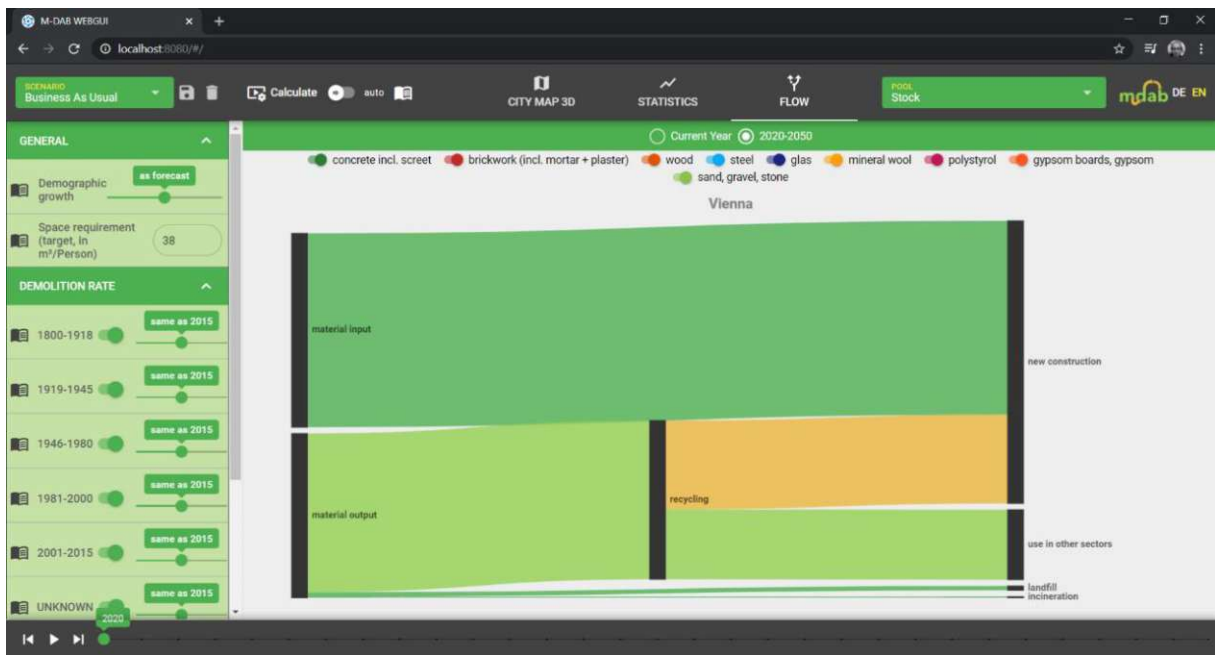 M-DAB WEBGUI
localhost:8080/#/
SCENARIO
Business As Usual
Calculate
auto
CITY MAP 3D
STATISTICS
FLOW
POOL
Stock
mdab
DE EN
GENERAL
Demographic
growth
as forecast
Space requirement
(target, in
m³/Person)
38
DEMOLITION RATE
1800-1918
same as 2015
1919-1945
same as 2015
1946-1980
same as 2015
1981-2000
same as 2015
2001-2015
same as 2015
UNKNOWN
same as 2015
2020
Current Year
2020-2050
concrete incl. screet
brickwork (incl. mortar + plaster)
wood
steel
glas
mineral wool
polystyrol
gypsom boards, gypsom
sand, gravel, stone
Vienna
material input
new construction
recycling
material output
use in other sectors
landfill
incineration